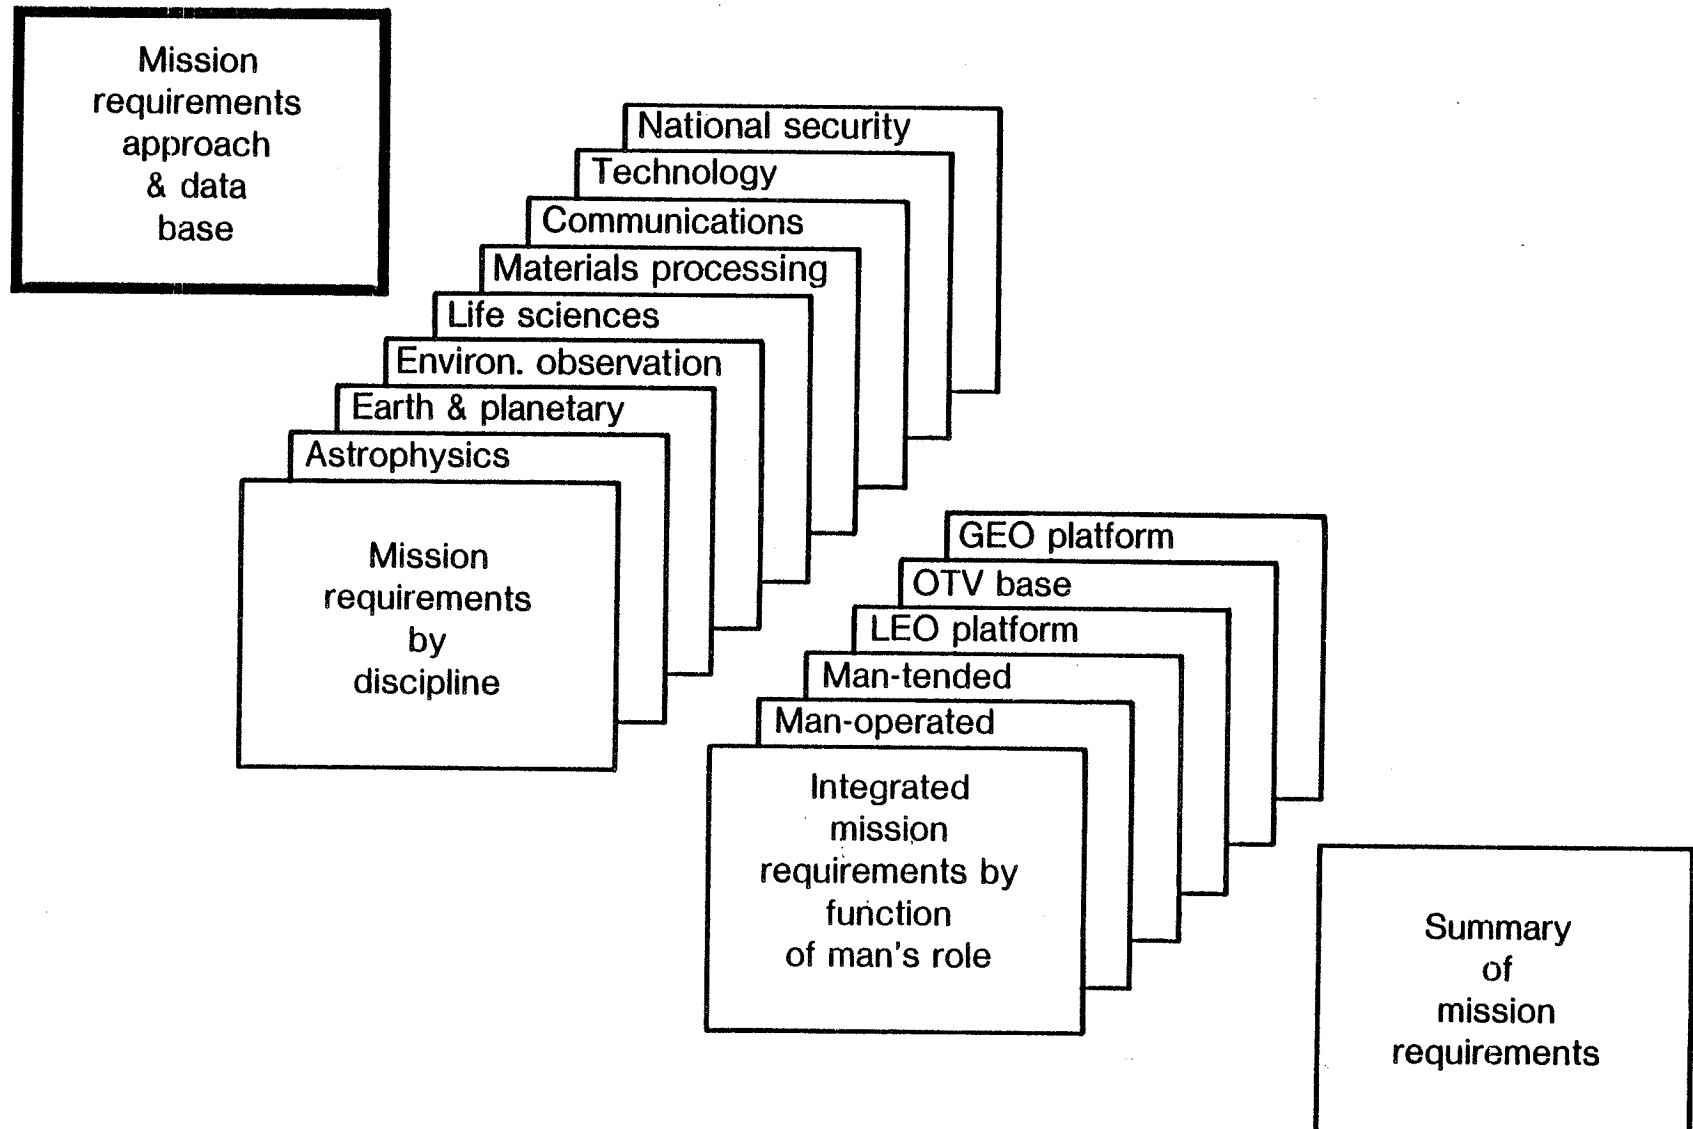 Mission
requirements
approach
& data
base
National security
Technology
Communications
Materials processing
Life sciences
Environ. observation
Earth & planetary
Astrophysics
Mission
requirements
by
discipline
GEO platform
OTV base
LEO platform
Man-tended
Man-operated
Integrated
mission
requirements by
function
of man's role
Summary
of
mission
requirements